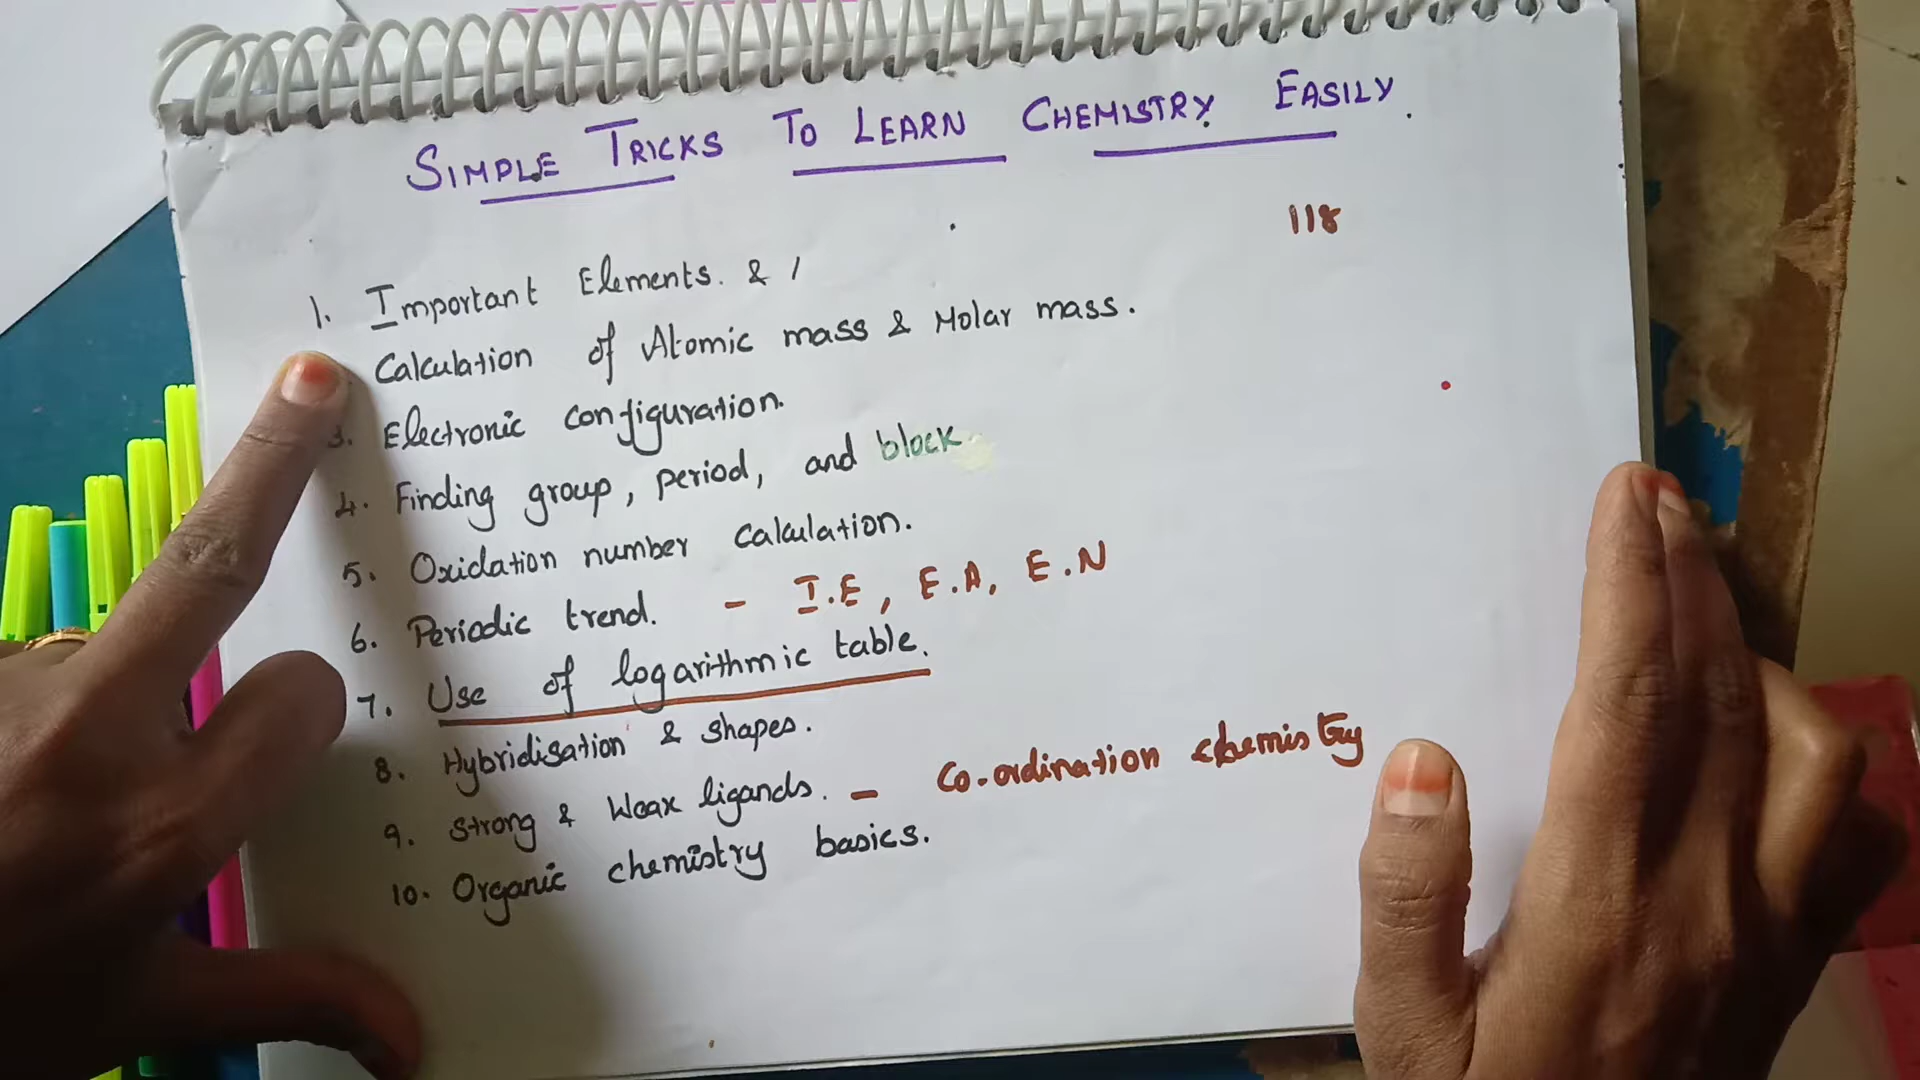 SIMPLE TRICKS TO LEARN CHEMISTRY EASILY.
118
1. Important Elements. & /
Calculation of Atomic mass & Molar mass.
3. Electronic configuration.
4. Finding group, period, and block
5. Oxidation number calculation.
6. Periodic trend. - I.E, E.A, E.N
7. Use of logarithmic table.
8. Hybridisation & shapes.
9. Strong & Weak ligands. - Co-ordination chemistry
10. Organic chemistry basics.